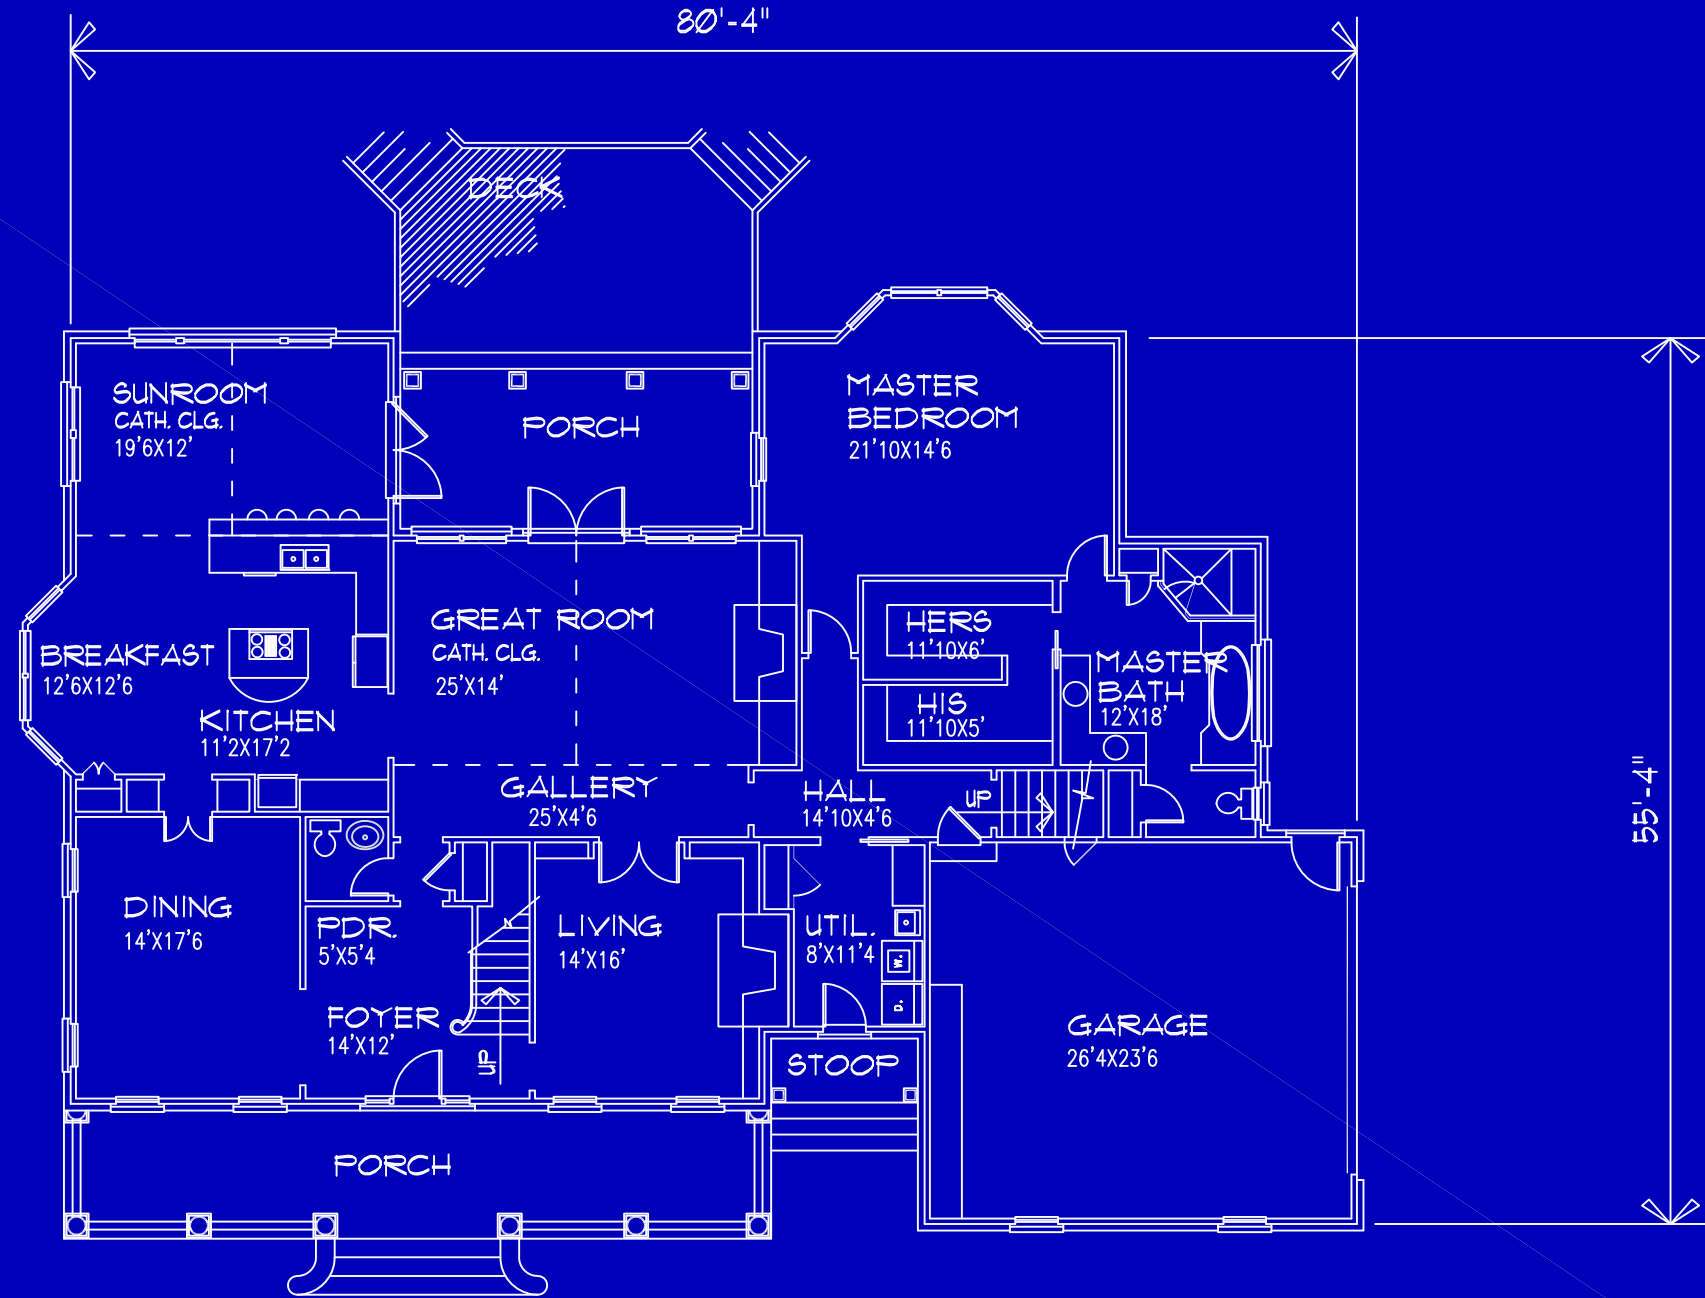 80'-4"
DECK
SUNROOM
CATH. CLG.
19'6X12'
PORCH
MASTER
BEDROOM
21'10X14'6
GREAT ROOM
CATH. CLG.
25'X14'
HERS
11'10X6'
BREAKFAST
12'6X12'6
MASTER
BATH
12'X18'
HIS
11'10X5'
KITCHEN
11'2X17'2
GALLERY
25'X4'6
HALL
14'10X4'6
UP
55'-4"
DINING
14'X17'6
PDR.
5'X5'4
LIVING
14'X16'
UTIL.
8'X11'4
W.
D.
FOYER
14'X12'
UP
STOOP
GARAGE
26'4X23'6
PORCH